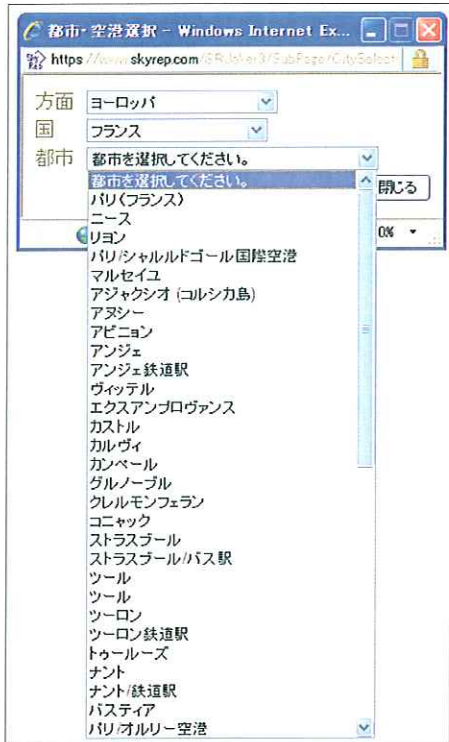 都市・空港選択 - Windows Internet Ex...
https://www.skyrep.com/
方面 ヨーロッパ
国 フランス
都市 都市を選択してください。
都市を選択してください。
閉じる
パリ(フランス)
ニース
リヨン
0%
パリ/シャルルドゴール国際空港
マルセイユ
アジャクシオ (コルシカ島)
アヌシー
アビニョン
アンジェ
アンジェ鉄道駅
ヴィッテル
エクスアンプロヴァンス
カストル
カルヴィ
カンペール
グルノーブル
クレルモンフェラン
コニャック
ストラスブール
ストラスブール/バス駅
ツール
ツール
ツーロン
ツーロン鉄道駅
トゥールーズ
ナント
ナント/鉄道駅
バスティア
パリ/オルリー空港